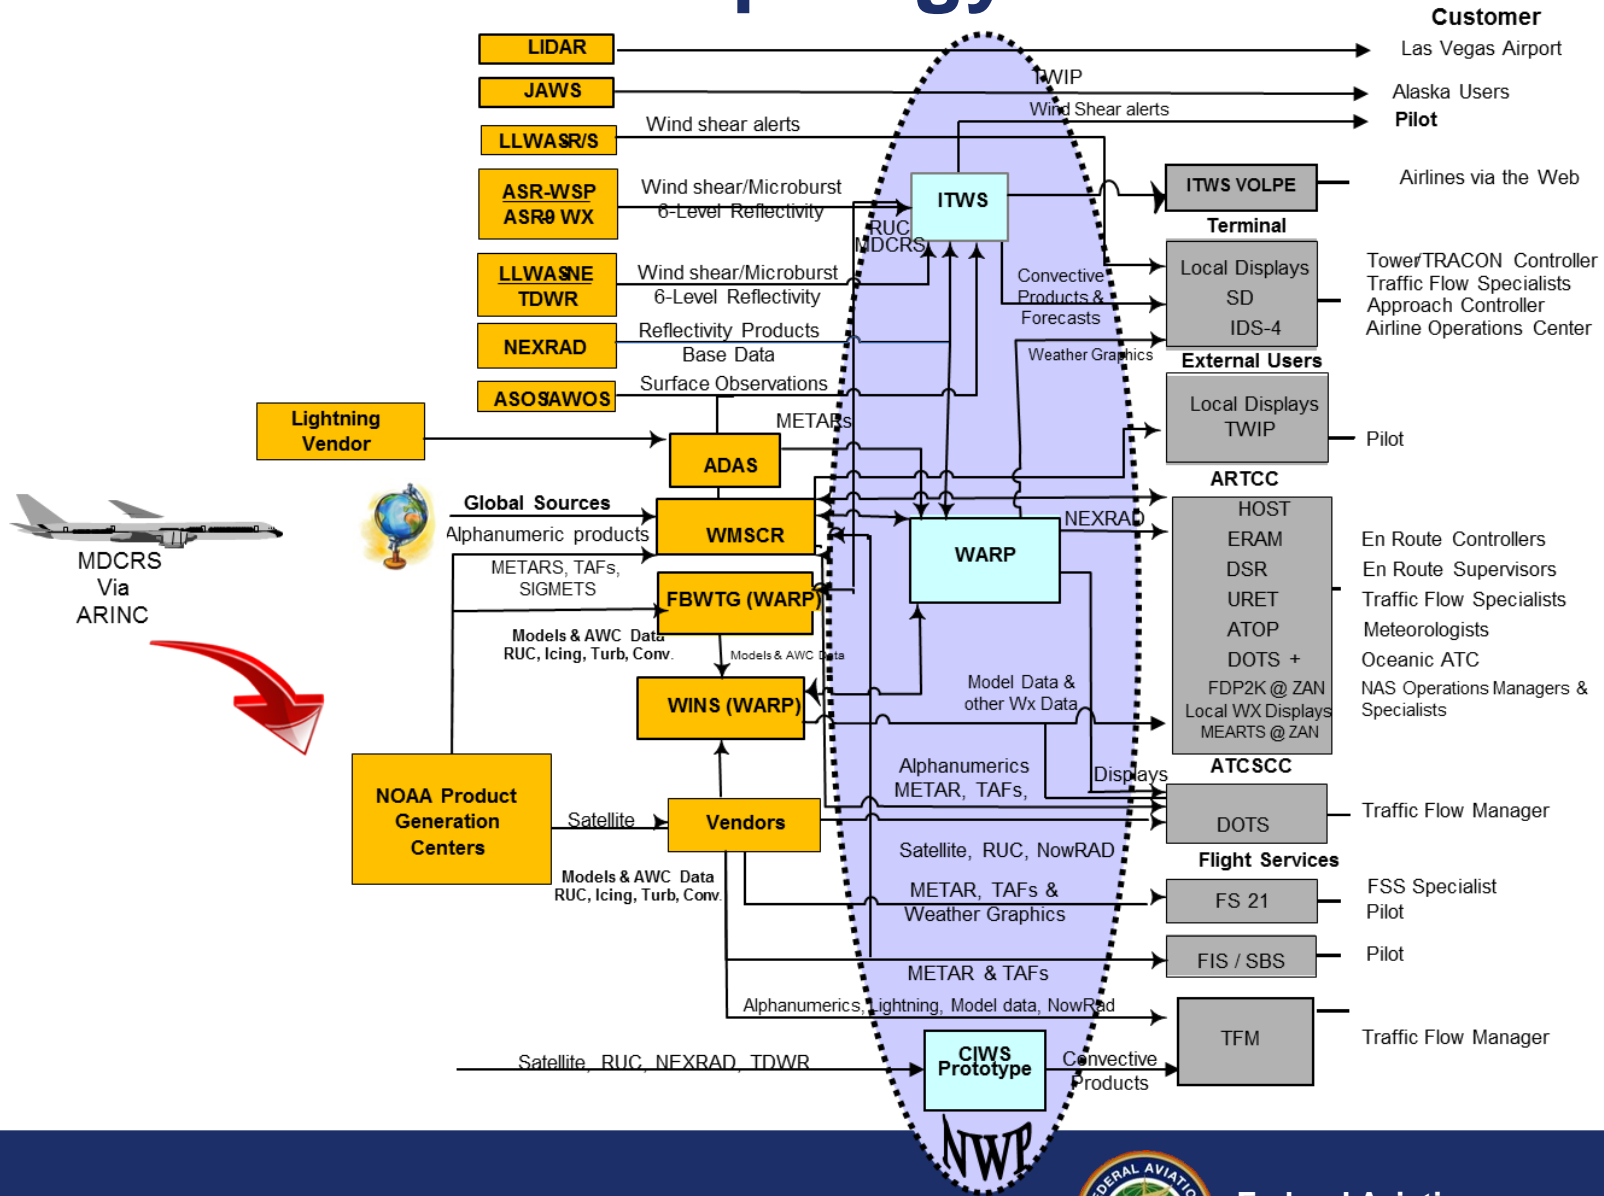 Customer
LIDAR
Las Vegas Airport
TWIP
JAWS
Alaska Users
Wind Shear alerts
Pilot
Wind shear alerts
LLWASR/S
ASR-WSP
ASR9 WX
Wind shear/Microburst
6-Level Reflectivity
ITWS
ITWS VOLPE
Airlines via the Web
RUC
MDCRS
Terminal
LLWASNE
TDWR
Wind shear/Microburst
6-Level Reflectivity
Convective
Products &
Forecasts
Local Displays
SD
IDS-4
Tower/TRACON Controller
Traffic Flow Specialists
Approach Controller
Airline Operations Center
NEXRAD
Reflectivity Products
Base Data
Weather Graphics
External Users
ASOS/AWOS
Surface Observations
Local Displays
TWIP
Pilot
Lightning
Vendor
METARs
ADAS
ARTCC
Global Sources
Alphanumeric products
WMSCR
NEXRAD
WARP
HOST
ERAM
DSR
URET
ATOP
DOTS +
FDP2K @ ZAN
Local WX Displays
MEARTS @ ZAN
En Route Controllers
En Route Supervisors
Traffic Flow Specialists
Meteorologists
Oceanic ATC
NAS Operations Managers &
Specialists
MDCRS
Via
ARINC
METARS, TAFs,
SIGMETS
FBWTG (WARP)
Models & AWC Data
RUC, Icing, Turb, Conv.
Models & AWC Data
WINS (WARP)
Model Data &
other Wx Data
ATCSCC
Alphanumerics
METAR, TAFs,
Displays
NOAA Product
Generation
Centers
Satellite
Vendors
DOTS
Traffic Flow Manager
Satellite, RUC, NowRAD
Flight Services
Models & AWC Data
RUC, Icing, Turb, Conv.
METAR, TAFs &
Weather Graphics
FS 21
FSS Specialist
Pilot
METAR & TAFs
FIS / SBS
Pilot
Alphanumerics, Lightning, Model data, NowRad
TFM
Traffic Flow Manager
Satellite, RUC, NEXRAD, TDWR
CIWS
Prototype
Convective
Products
NWP